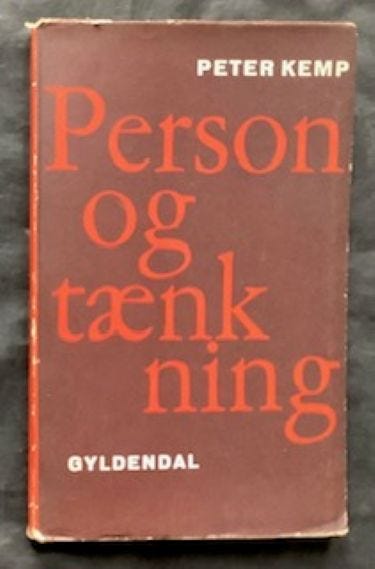 PETER KEMP
Person
og
tænk
ning
GYLDENDAL